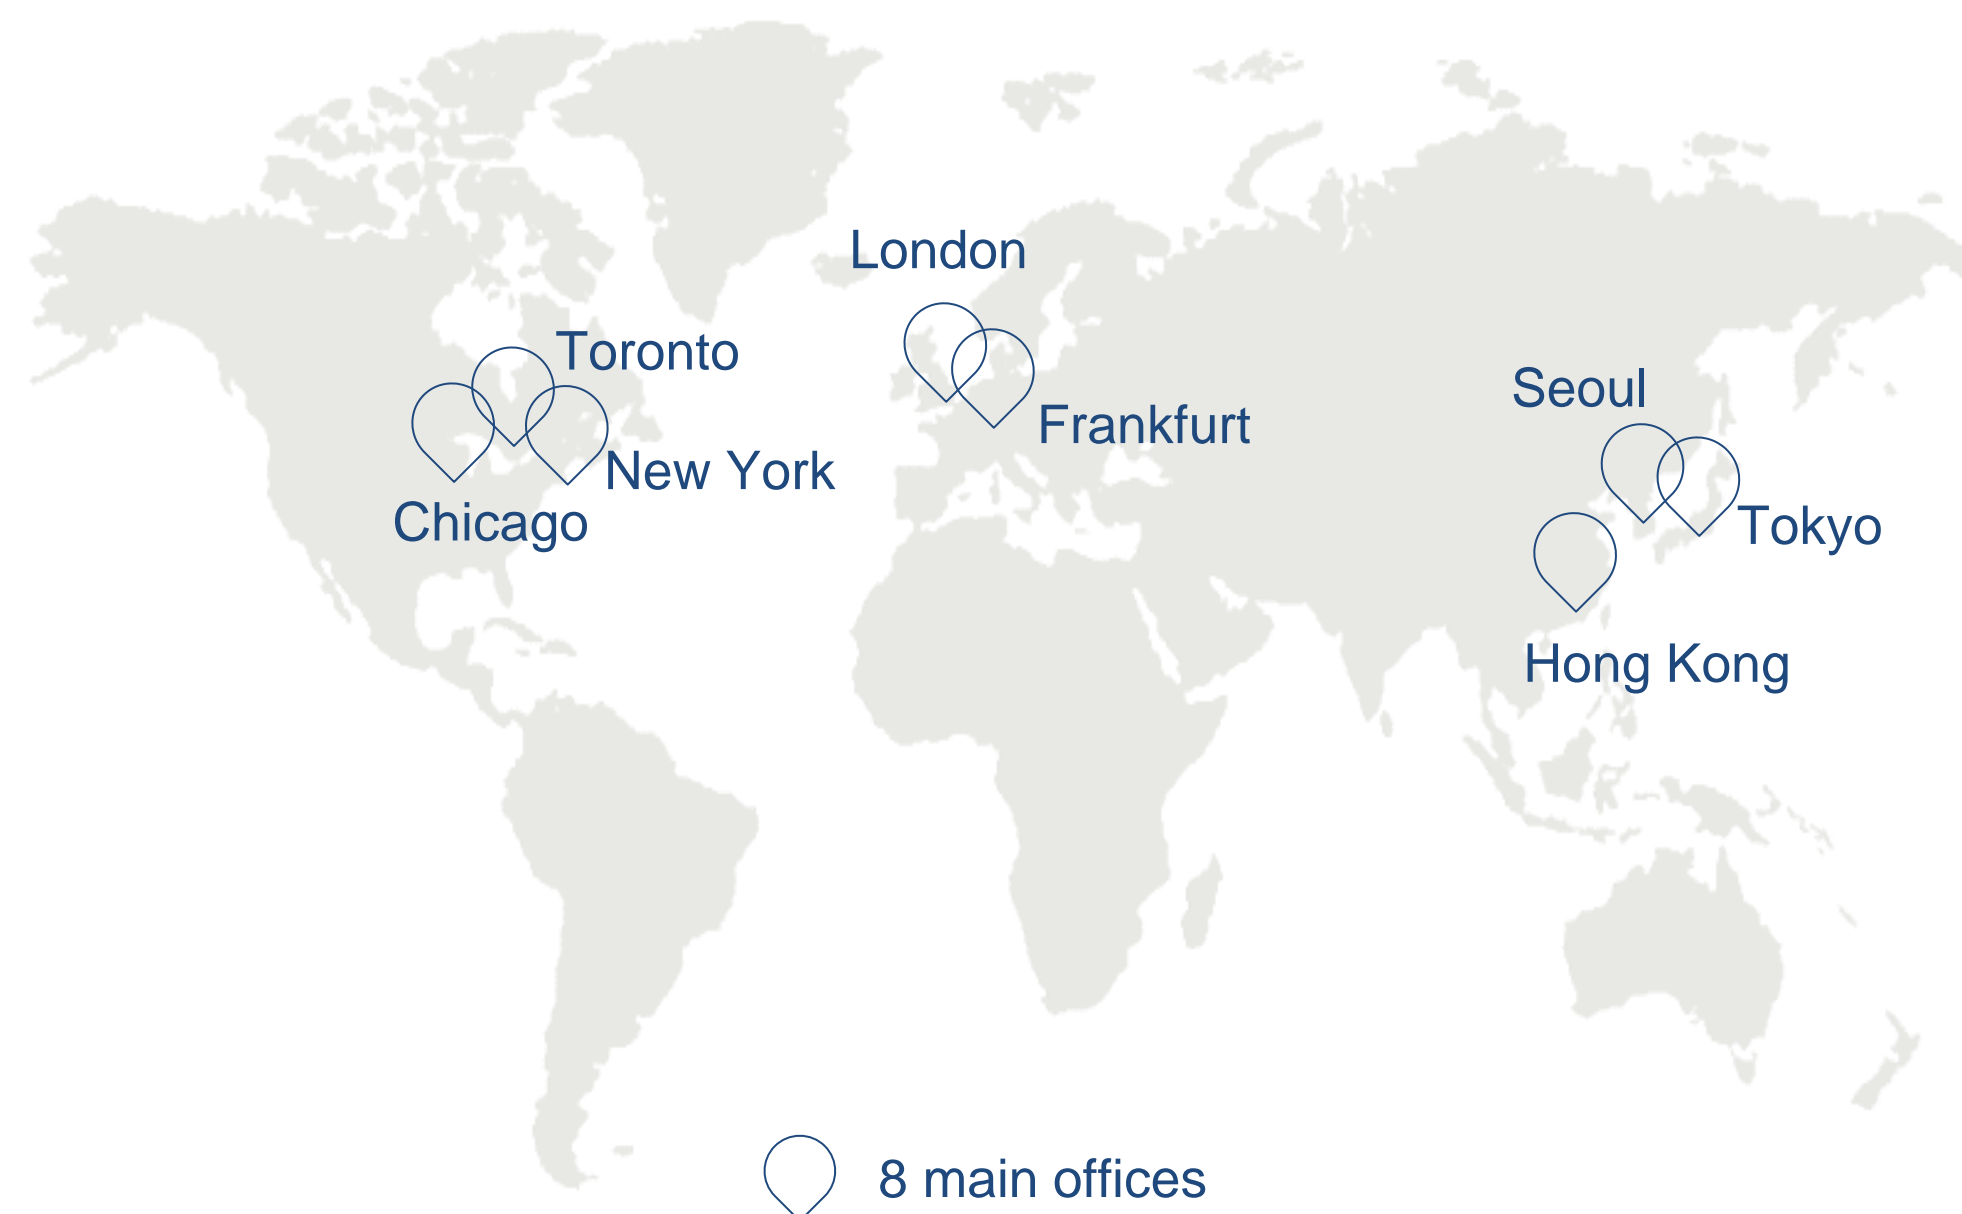 London
Toronto
Seoul
Frankfurt
New York
Chicago
Tokyo
Hong Kong
8 main offices